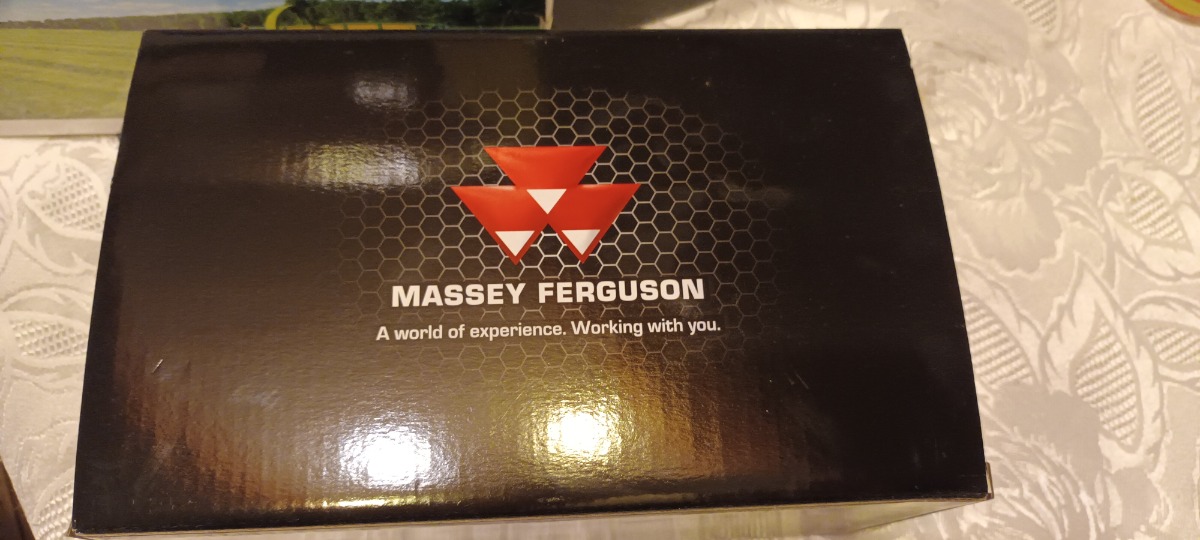 MASSEY FERGUSON
A world of experience. Working with you.